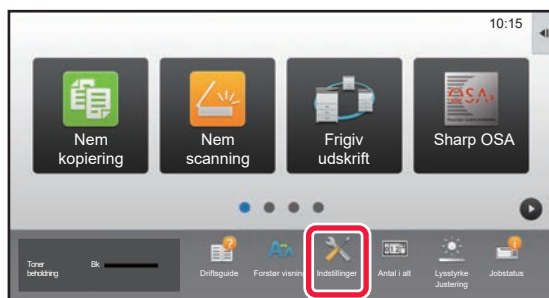 10:15
Nem
kopiering
Nem
scanning
Frigiv
udskrift
OSA
Sharp OSA
Toner
beholdning
Bk
Driftsguide
Forstør visning
Indstillinger
Antal i alt
Lysstyrke
Justering
Jobstatus